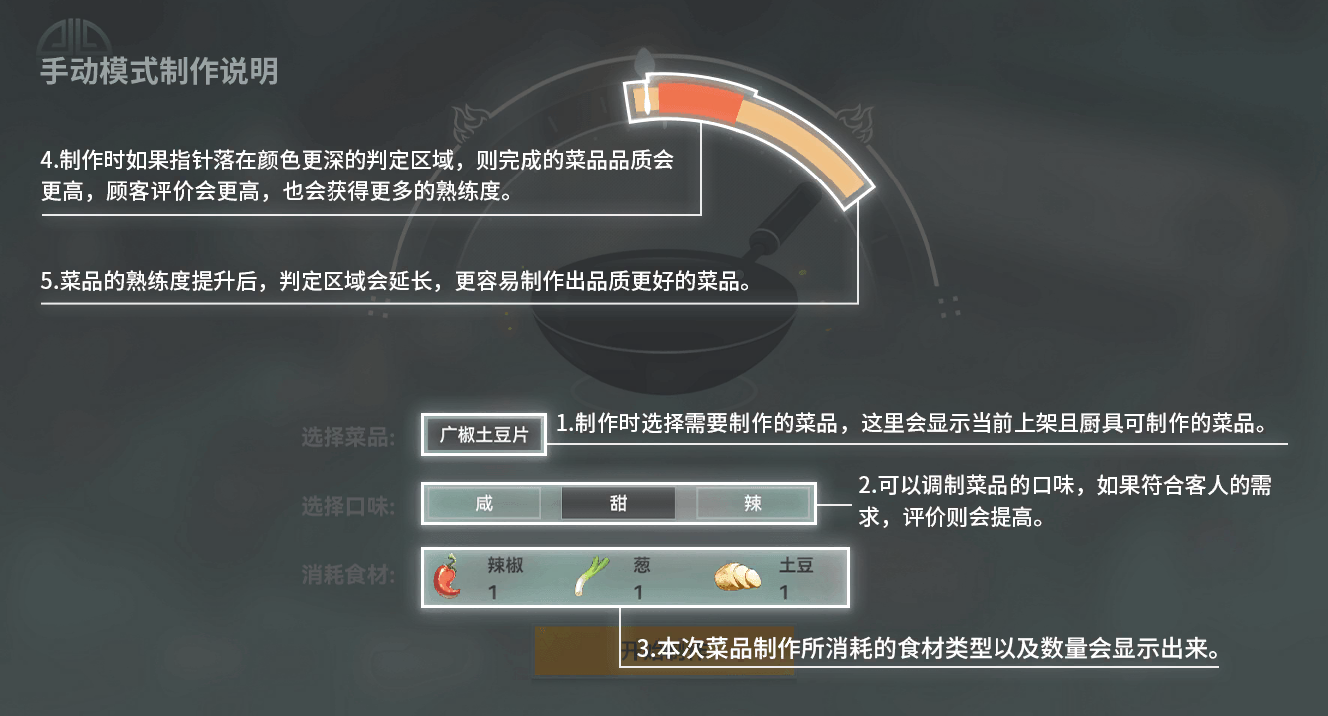 手动模式制作说明
4.制作时如果指针落在颜色更深的判定区域，则完成的菜品品质会
更高，顾客评价会更高，也会获得更多的熟练度。
5.菜品的熟练度提升后，判定区域会延长，更容易制作出品质更好的菜品。
选择菜品:
广椒土豆片
1.制作时选择需要制作的菜品，这里会显示当前上架且厨具可制作的菜品。
选择口味:
咸
甜
辣
2.可以调制菜品的口味，如果符合客人的需
求，评价则会提高。
消耗食材:
辣椒
1
葱
1
土豆
1
3.本次菜品制作所消耗的食材类型以及数量会显示出来。